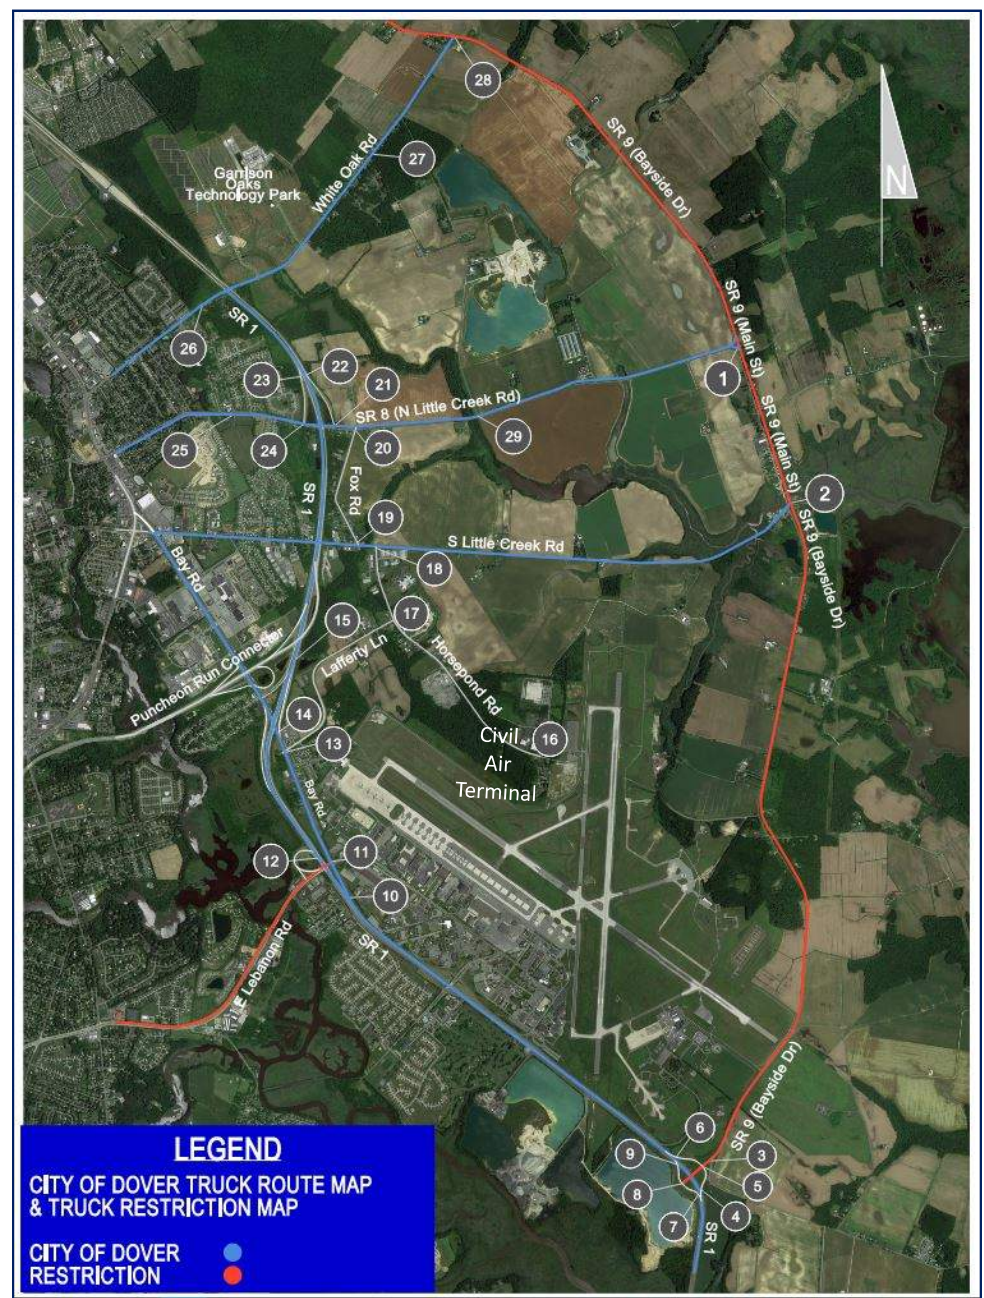 28
SR 9 (Bayside Dr)
27
White Oak Rd
Garrison
Oaks
Technology Park
N
SR 9 (Main St)
SR 1
26
22
23
21
1
SR 8 (N Little Creek Rd)
SR 9 (Main St)
25
24
20
29
Fox Rd
SR 1
2
19
S Little Creek Rd
SR 9 (Bayside Dr)
Bay Rd
18
17
15
Puncheon Run Connecter
Lafferty Ln
Horsepond Rd
14
13
16
Civil
Air
Terminal
Bay Rd
12
11
10
SR 1
E Lebanon Rd
SR 9 (Bayside Dr)
6
9
3
8
5
7
4
SR 1
LEGEND
CITY OF DOVER TRUCK ROUTE MAP
& TRUCK RESTRICTION MAP
CITY OF DOVER
RESTRICTION